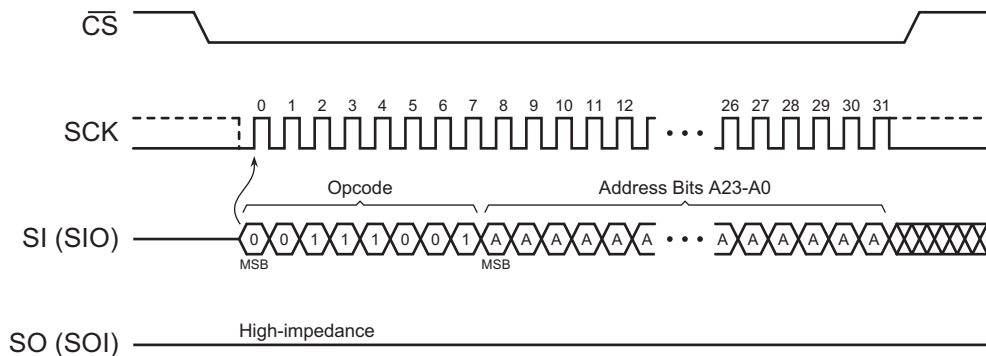 CS
0 1 2 3 4 5 6 7 8 9 10 11 12 26 27 28 29 30 31
SCK
Opcode Address Bits A23-A0
SI (SIO) 0 0 1 1 1 0 0 1 A A A A A A A A A A A A
MSB MSB
High-impedance
SO (SOI)